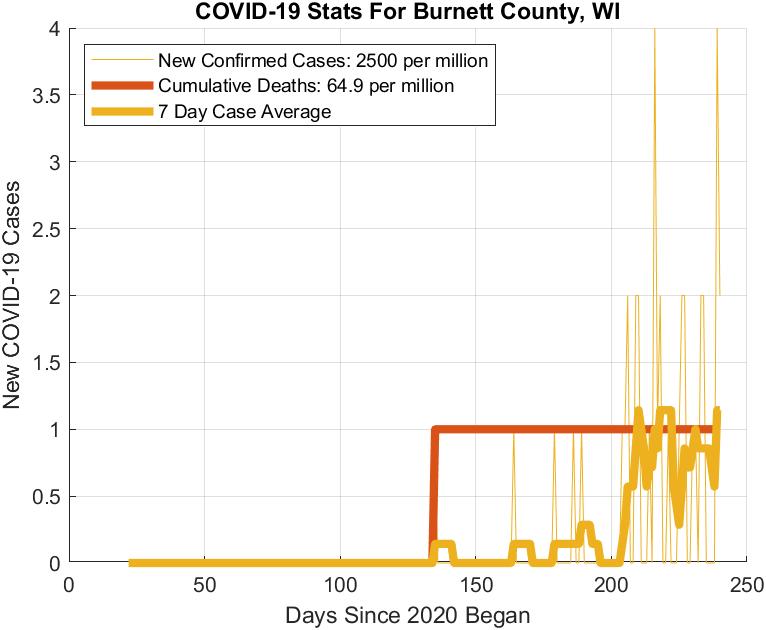 COVID-19 Stats For Burnett County, WI
New Confirmed Cases: 2500 per million
Cumulative Deaths: 64.9 per million
7 Day Case Average
New COVID-19 Cases
4
3.5
3
2.5
2
1.5
1
0.5
0
0 50 100 150 200 250
Days Since 2020 Began